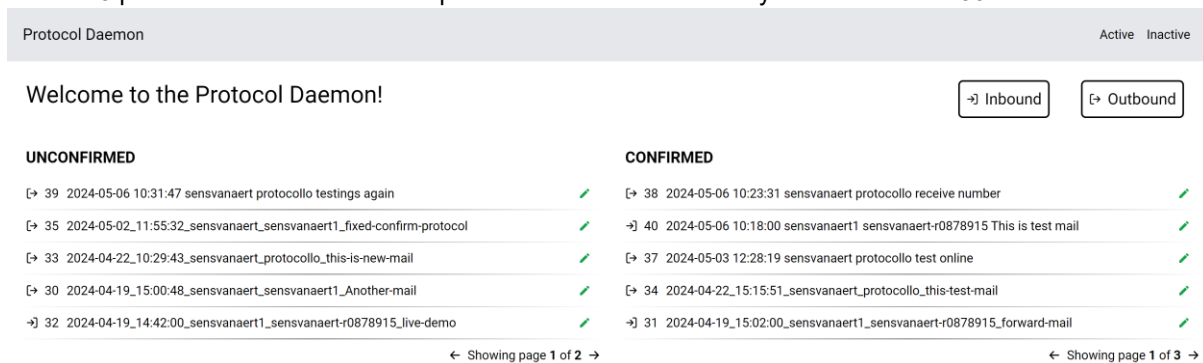 Protocol Daemon
Active Inactive
Welcome to the Protocol Daemon!
Inbound
Outbound
UNCONFIRMED
39 2024-05-06 10:31:47 sensvanaert protocollo testings again
35 2024-05-02_11:55:32_sensvanaert_sensvanaert1_fixed-confirm-protocol
33 2024-04-22_10:29:43_sensvanaert_protocollo_this-is-new-mail
30 2024-04-19_15:00:48_sensvanaert_sensvanaert1_Another-mail
32 2024-04-19_14:42:00_sensvanaert1_sensvanaert-r0878915_live-demo
← Showing page 1 of 2 →
CONFIRMED
38 2024-05-06 10:23:31 sensvanaert protocollo receive number
40 2024-05-06 10:18:00 sensvanaert1 sensvanaert-r0878915 This is test mail
37 2024-05-03 12:28:19 sensvanaert protocollo test online
34 2024-04-22_15:15:51_sensvanaert_protocollo_this-test-mail
31 2024-04-19_15:02:00_sensvanaert1_sensvanaert-r0878915_forward-mail
← Showing page 1 of 3 →